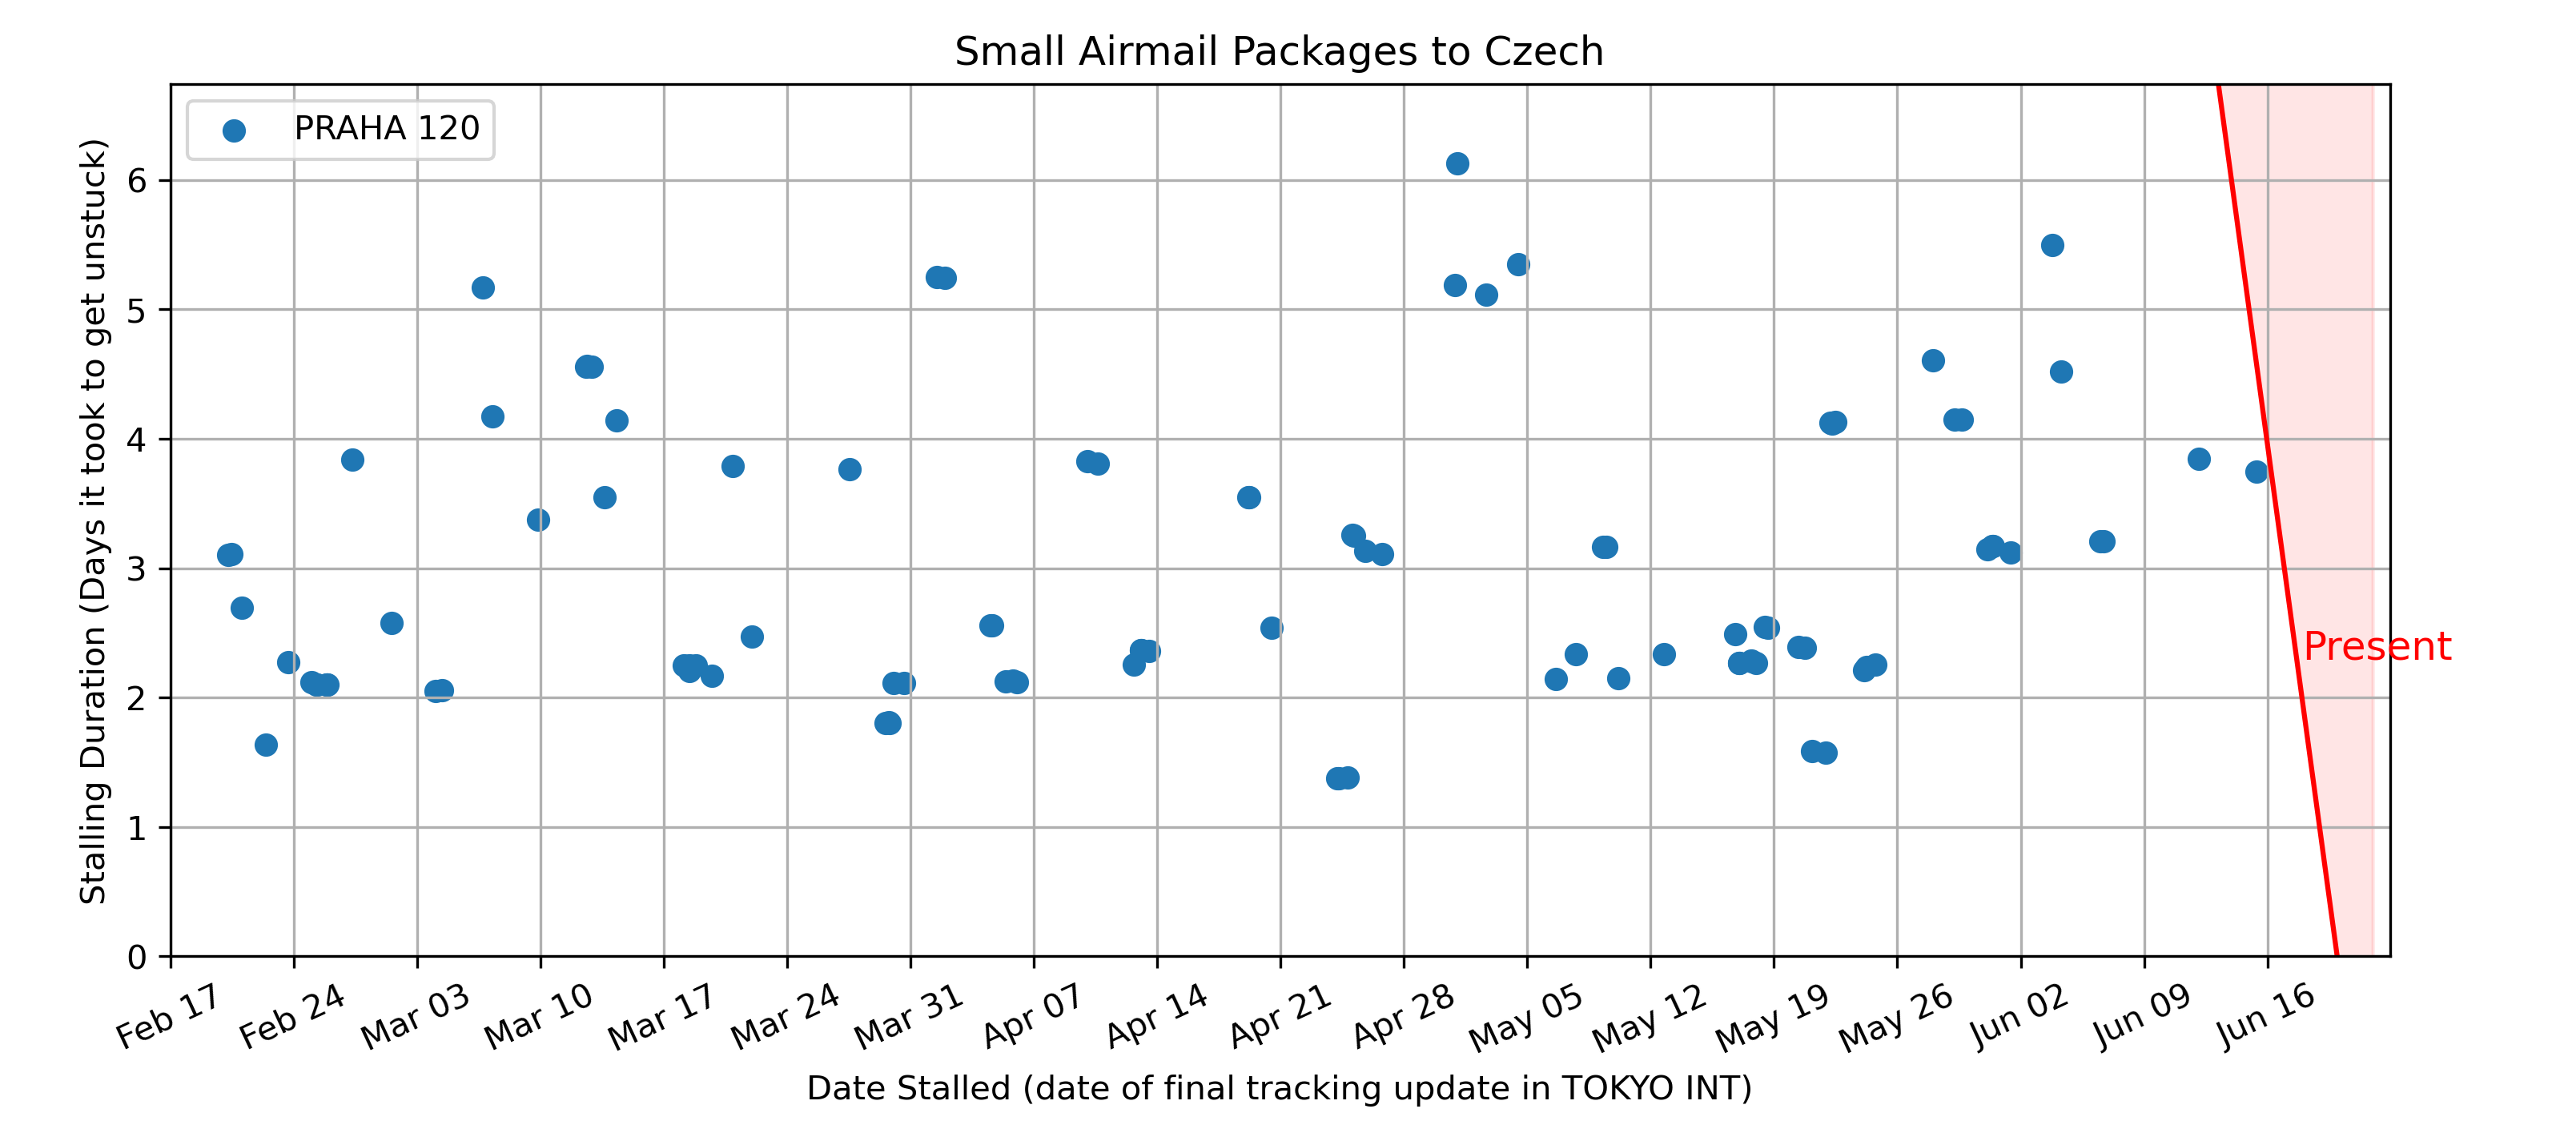 Small Airmail Packages to Czech
PRAHA 120
Stalling Duration (Days it took to get unstuck)
6
5
4
3
2
1
0
Present
Feb 17
Feb 24
Mar 03
Mar 10
Mar 17
Mar 24
Mar 31
Apr 07
Apr 14
Apr 21
Apr 28
May 05
May 12
May 19
May 26
Jun 02
Jun 09
Jun 16
Date Stalled (date of final tracking update in TOKYO INT)